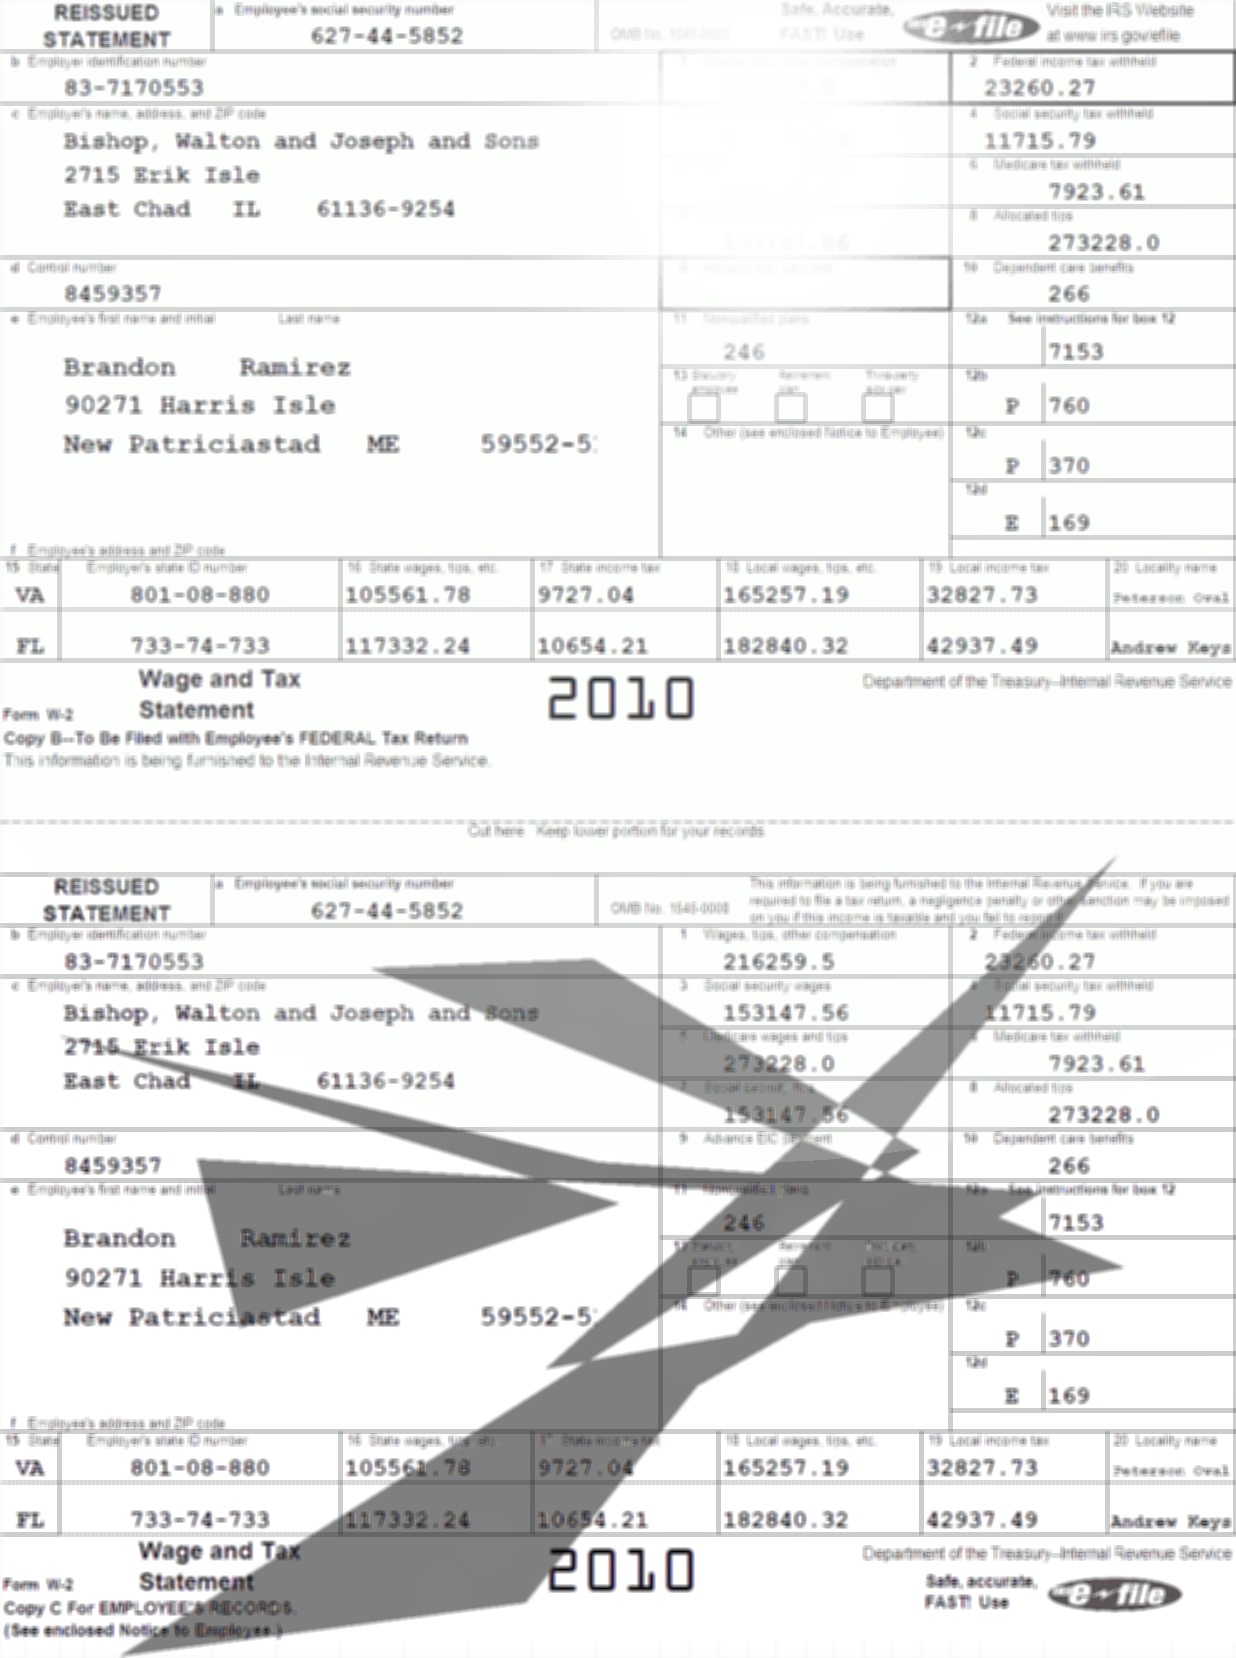 REISSUED STATEMENT
a Employee's social security number
627-44-5852
OMB No. 1545-0008
Safe, Accurate, FAST! Use
e-file
Visit the IRS Website at www.irs.gov/efile.
b Employer identification number
83-7170553
2 Federal income tax withheld
23260.27
c Employer's name, address, and ZIP code
Bishop, Walton and Joseph and Sons
2715 Erik Isle
East Chad IL 61136-9254
4 Social security tax withheld
11715.79
6 Medicare tax withheld
7923.61
153147.56
8 Allocated tips
273228.0
d Control number
8459357
9 Advance EIC payment
10 Dependent care benefits
266
e Employee's first name and initial Last name
Brandon Ramirez
90271 Harris Isle
New Patriciastad ME 59552-5
11 Nonqualified plans
246
12a See instructions for box 12
7153
13 Statutory employee Retirement plan Third-party sick pay
12b
P 760
14 Other (see enclosed Notice to Employee)
12c
P 370
12d
E 169
f Employee's address and ZIP code
15 State Employer's state ID number 16 State wages, tips, etc. 17 State income tax 18 Local wages, tips, etc. 19 Local income tax 20 Locality name
VA 801-08-880 105561.78 9727.04 165257.19 32827.73 Peterson Oval
FL 733-74-733 117332.24 10654.21 182840.32 42937.49 Andrew Keys
Form W-2 Wage and Tax Statement
2010
Department of the Treasury--Internal Revenue Service
Copy B--To Be Filed with Employee's FEDERAL Tax Return
This information is being furnished to the Internal Revenue Service.
Cut here Keep lower portion for your records
REISSUED STATEMENT
a Employee's social security number
627-44-5852
OMB No. 1545-0008
This information is being furnished to the Internal Revenue Service. If you are
required to file a tax return, a negligence penalty or other sanction may be imposed
on you if this income is taxable and you fail to report it.
b Employer identification number
83-7170553
1 Wages, tips, other compensation
216259.5
2 Federal income tax withheld
23260.27
c Employer's name, address, and ZIP code
Bishop, Walton and Joseph and Sons
2715 Erik Isle
East Chad IL 61136-9254
3 Social security wages
153147.56
4 Social security tax withheld
11715.79
5 Medicare wages and tips
273228.0
6 Medicare tax withheld
7923.61
7 Social security tips
153147.56
8 Allocated tips
273228.0
d Control number
8459357
9 Advance EIC payment
10 Dependent care benefits
266
e Employee's first name and initial Last name
Brandon Ramirez
90271 Harris Isle
New Patriciastad ME 59552-5
11 Nonqualified plans
246
12a See instructions for box 12
7153
13 Statutory employee Retirement plan Third-party sick pay
12b
P 760
14 Other (see enclosed Notice to Employee)
12c
P 370
12d
E 169
f Employee's address and ZIP code
15 State Employer's state ID number 16 State wages, tips, etc. 17 State income tax 18 Local wages, tips, etc. 19 Local income tax 20 Locality name
VA 801-08-880 105561.78 9727.04 165257.19 32827.73 Peterson Oval
FL 733-74-733 117332.24 10654.21 182840.32 42937.49 Andrew Keys
Form W-2 Wage and Tax Statement
2010
Department of the Treasury--Internal Revenue Service
Copy C For EMPLOYEE'S RECORDS.
(See enclosed Notice to Employee.)
Safe, accurate, FAST! Use
e-file